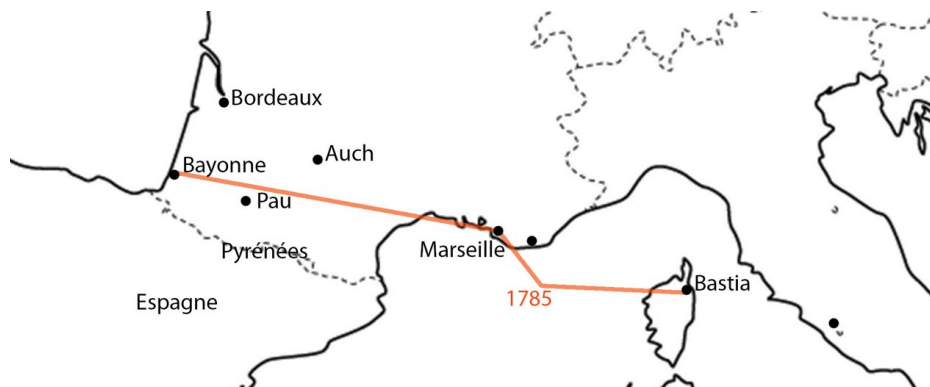 Bordeaux
Auch
Bayonne
Pau
Pyrénées
Marseille
Bastia
1785
Espagne